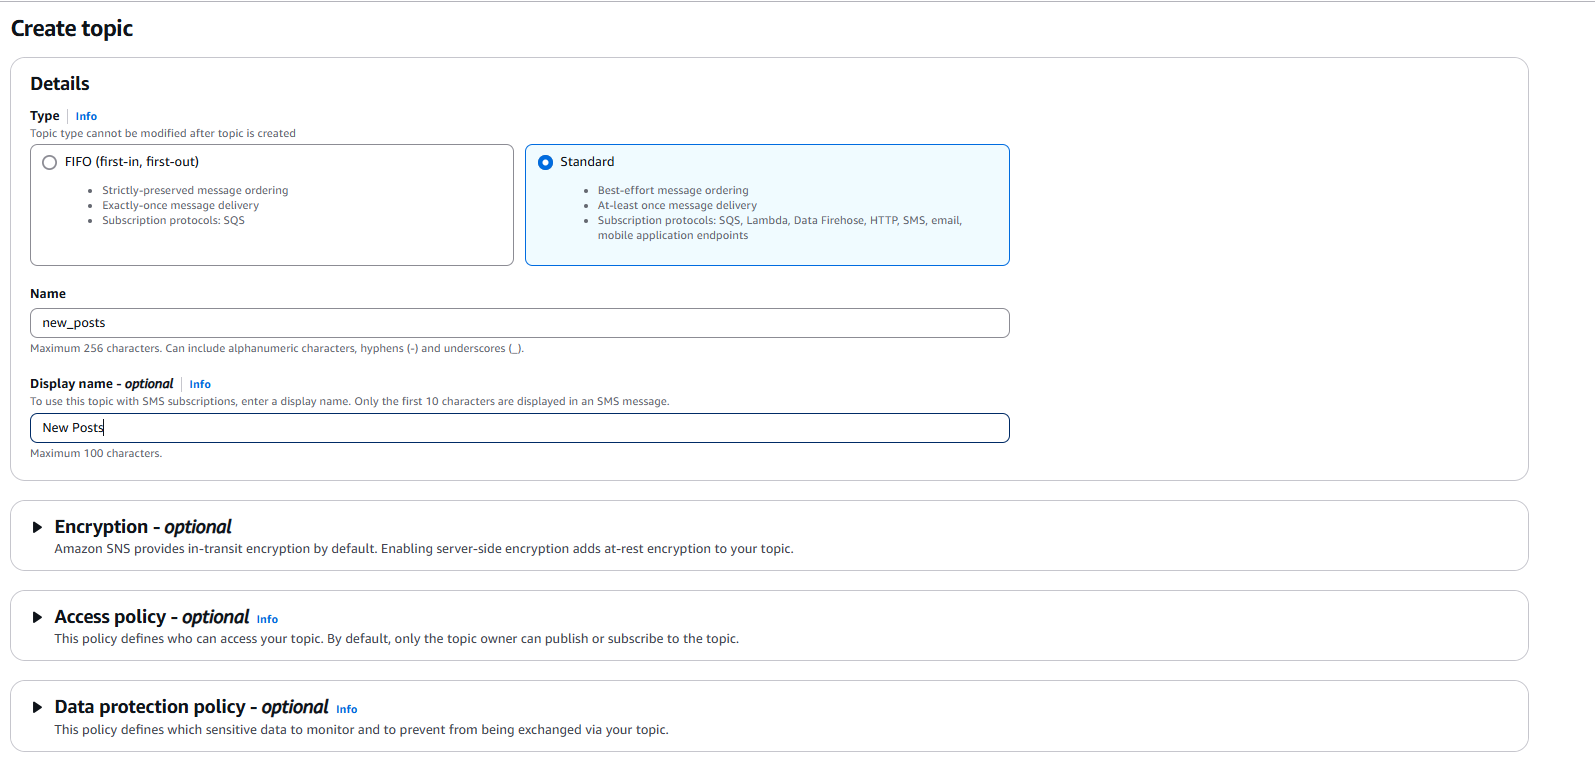 Create topic
Details
Type Info
Topic type cannot be modified after topic is created
FIFO (first-in, first-out)
Strictly-preserved message ordering
Exactly-once message delivery
Subscription protocols: SQS
Standard
Best-effort message ordering
At-least once message delivery
Subscription protocols: SQS, Lambda, Data Firehose, HTTP, SMS, email,
mobile application endpoints
Name
new_posts
Maximum 256 characters. Can include alphanumeric characters, hyphens (-) and underscores (_).
Display name - optional Info
To use this topic with SMS subscriptions, enter a display name. Only the first 10 characters are displayed in an SMS message.
New Posts
Maximum 100 characters.
Encryption - optional
Amazon SNS provides in-transit encryption by default. Enabling server-side encryption adds at-rest encryption to your topic.
Access policy - optional Info
This policy defines who can access your topic. By default, only the topic owner can publish or subscribe to the topic.
Data protection policy - optional Info
This policy defines which sensitive data to monitor and to prevent from being exchanged via your topic.